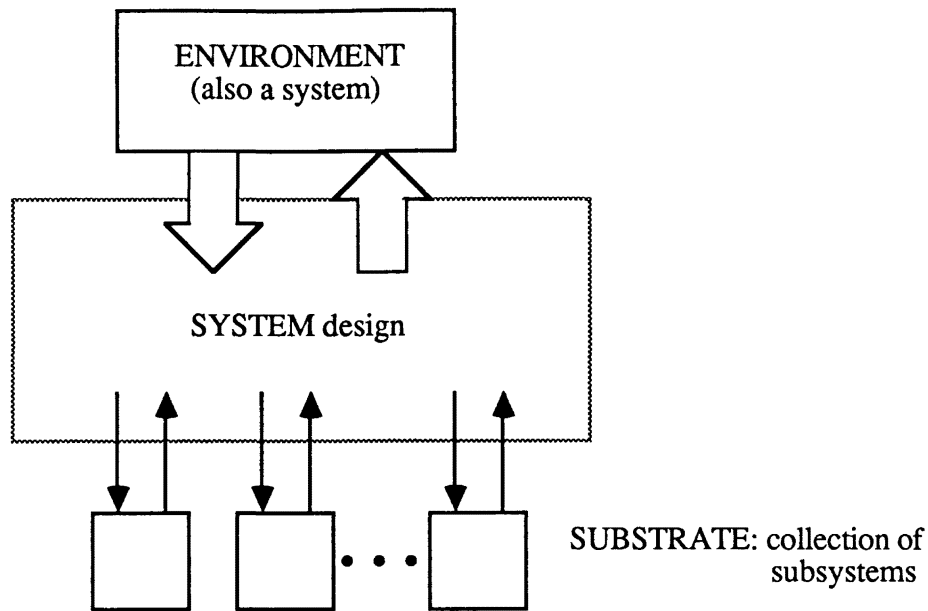 ENVIRONMENT
(also a system)
SYSTEM design
SUBSTRATE: collection of
subsystems